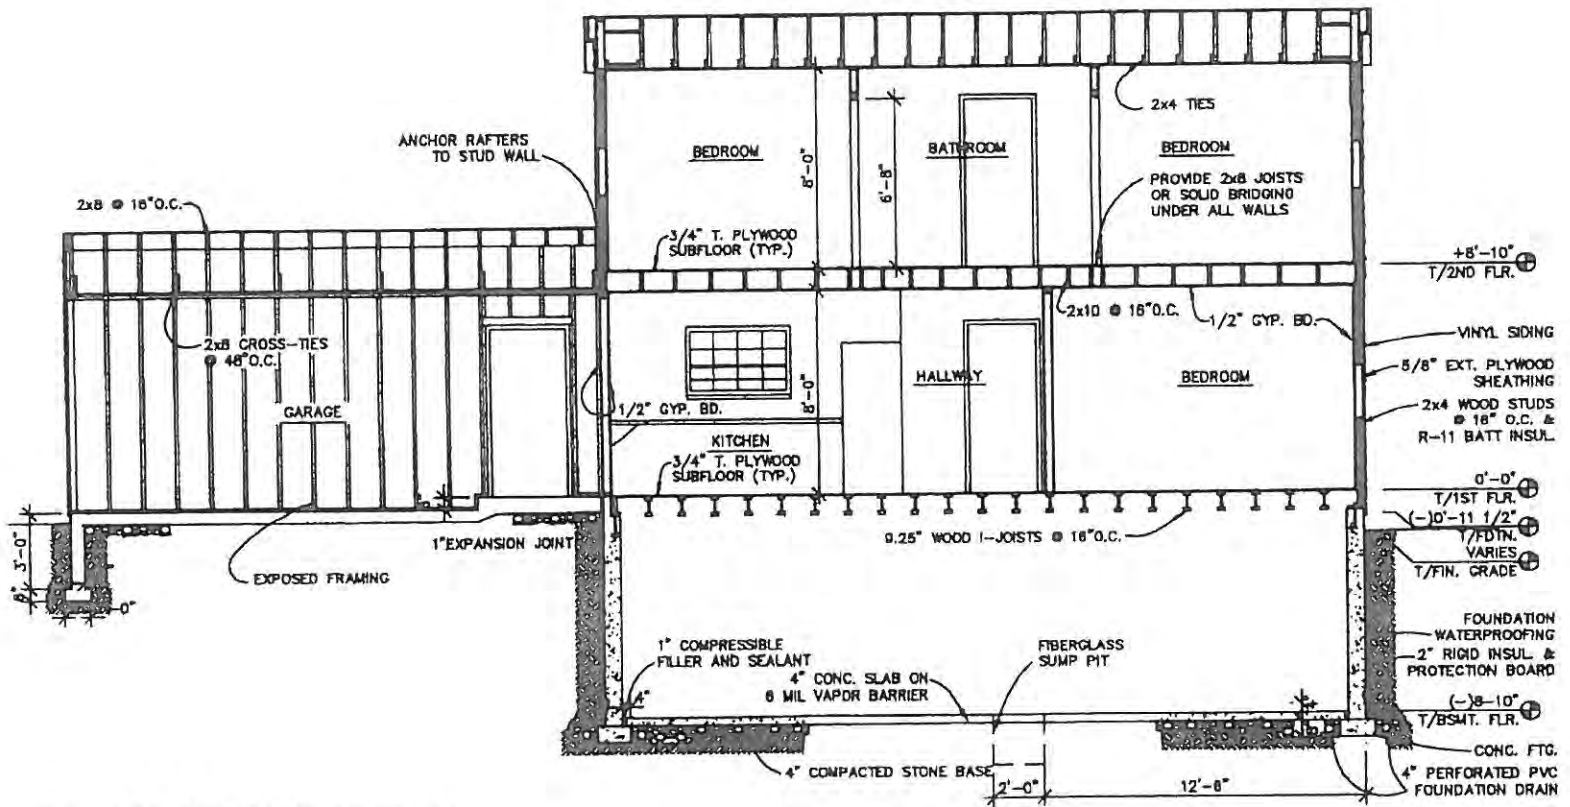 2x4 TIES
ANCHOR RAFTERS
TO STUD WALL
BEDROOM
BATHROOM
BEDROOM
8'-0"
6'-8"
PROVIDE 2x8 JOISTS
OR SOLID BRIDGING
UNDER ALL WALLS
2x8 @ 16"O.C.
3/4" T. PLYWOOD
SUBFLOOR (TYP.)
+8'-10"
T/2ND FLR.
2x10 @ 16"O.C.
1/2" GYP. BD.
VINYL SIDING
2x8 CROSS-TIES
@ 48"O.C.
5/8" EXT. PLYWOOD
SHEATHING
HALLWAY
BEDROOM
8'-0"
GARAGE
1/2" GYP. BD.
2x4 WOOD STUDS
@ 16" O.C. &
R-11 BATT INSUL.
KITCHEN
3/4" T. PLYWOOD
SUBFLOOR (TYP.)
0'-0"
T/1ST FLR.
(-)0'-11 1/2"
T/FDTN.
VARIES
T/FIN. GRADE
1"EXPANSION JOINT
9.25" WOOD I-JOISTS @ 16"O.C.
3'-0"
8"
EXPOSED FRAMING
FOUNDATION
WATERPROOFING
2" RIGID INSUL. &
PROTECTION BOARD
1" COMPRESSIBLE
FILLER AND SEALANT
FIBERGLASS
SUMP PIT
4" CONC. SLAB ON
6 MIL VAPOR BARRIER
4"
(-)8-10"
T/BSMT. FLR.
CONC. FTG.
4" COMPACTED STONE BASE
2'-0"
12'-6"
4" PERFORATED PVC
FOUNDATION DRAIN